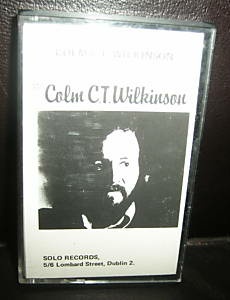 COLM C.T. WILKINSON
Colm C.T. Wilkinson
SOLO RECORDS,
5/6 Lombard Street, Dublin 2.